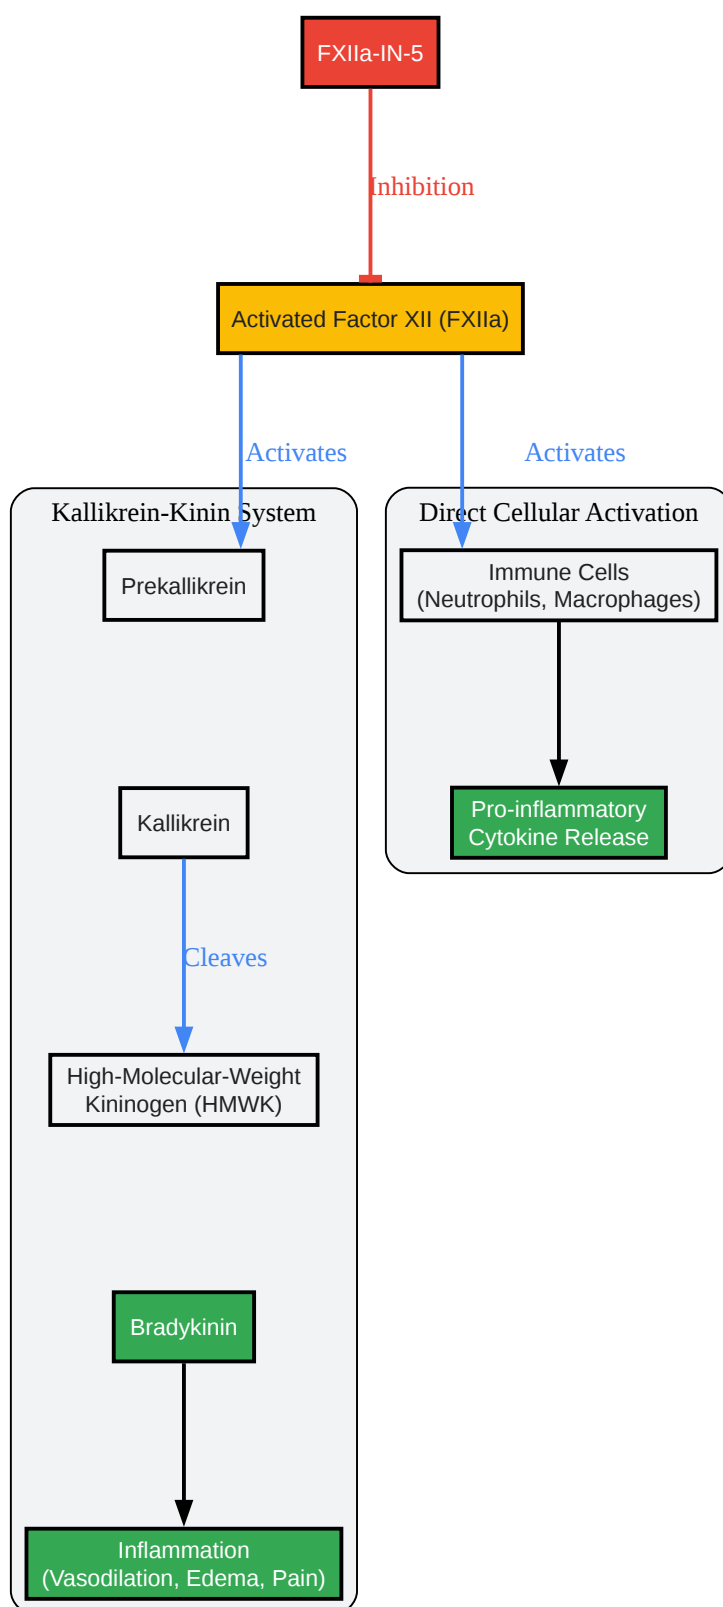 FXIIa-IN-5
Inhibition
Activated Factor XII (FXIIa)
Activates
Activates
Kallikrein-Kinin System
Direct Cellular Activation
Prekallikrein
Immune Cells
(Neutrophils, Macrophages)
Kallikrein
Pro-inflammatory
Cytokine Release
Cleaves
High-Molecular-Weight
Kininogen (HMWK)
Bradykinin
Inflammation
(Vasodilation, Edema, Pain)